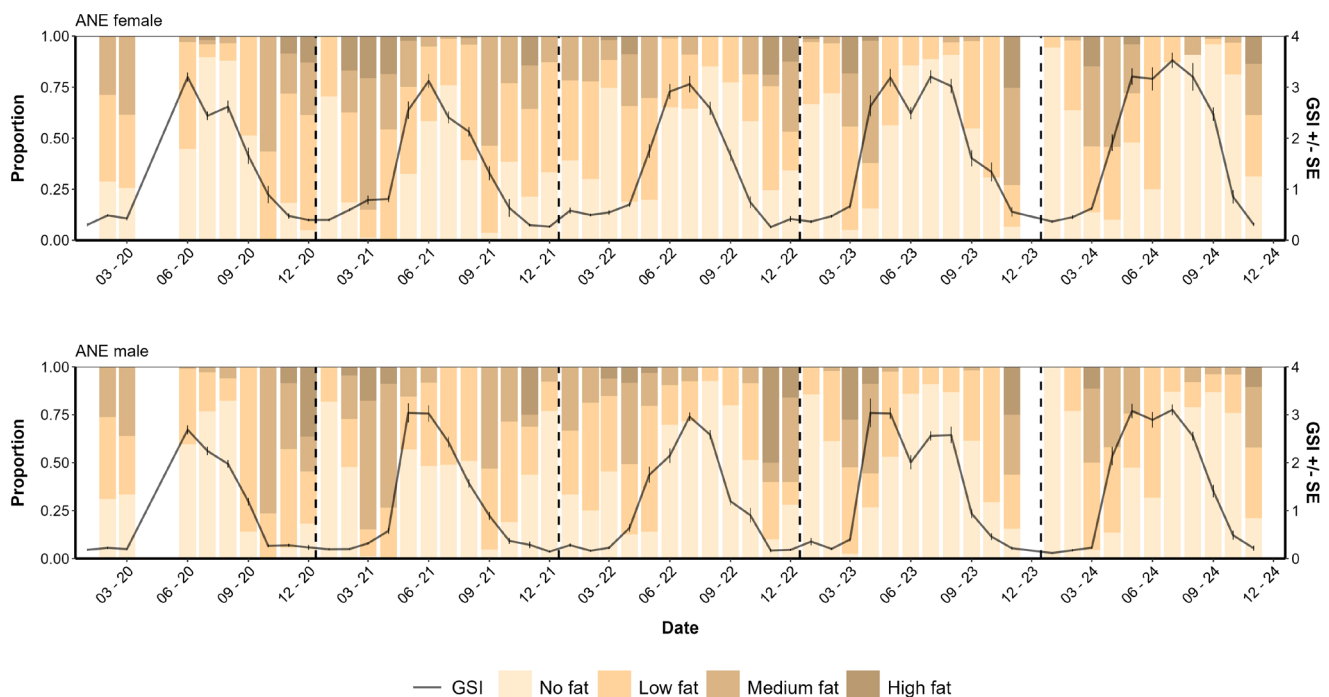 ANE female
1.00
0.75
0.50
0.25
0.00
Proportion
4
3
2
1
0
GSI +/- SE
03 - 20 06 - 20 09 - 20 12 - 20 03 - 21 06 - 21 09 - 21 12 - 21 03 - 22 06 - 22 09 - 22 12 - 22 03 - 23 06 - 23 09 - 23 12 - 23 03 - 24 06 - 24 09 - 24 12 - 24
ANE male
1.00
0.75
0.50
0.25
0.00
Proportion
4
3
2
1
0
GSI +/- SE
03 - 20 06 - 20 09 - 20 12 - 20 03 - 21 06 - 21 09 - 21 12 - 21 03 - 22 06 - 22 09 - 22 12 - 22 03 - 23 06 - 23 09 - 23 12 - 23 03 - 24 06 - 24 09 - 24 12 - 24
Date
GSI No fat Low fat Medium fat High fat